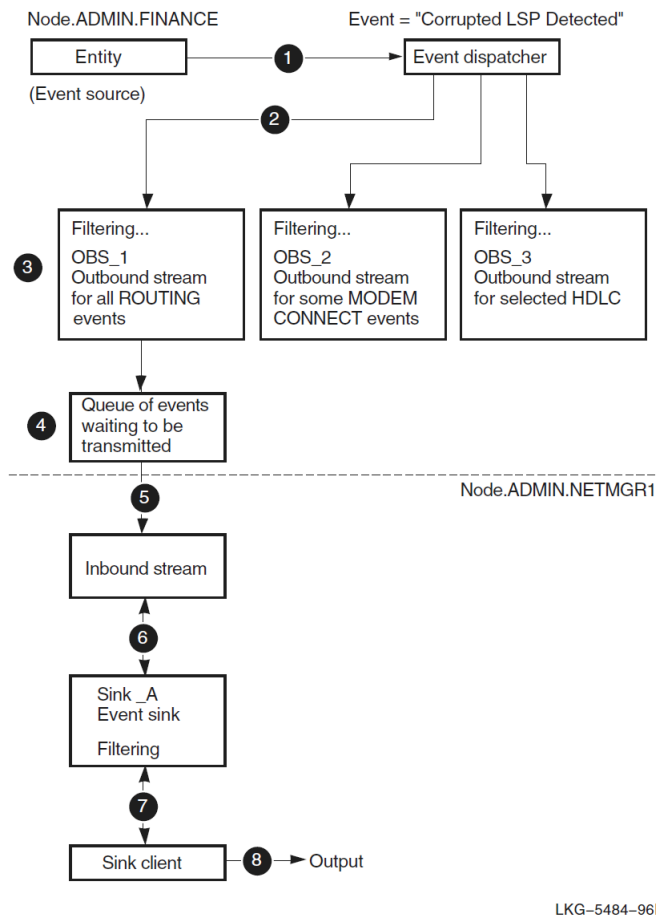 Node.ADMIN.FINANCE
Event = "Corrupted LSP Detected"
Entity
1
Event dispatcher
(Event source)
2
3
Filtering...
OBS_1
Outbound stream
for all ROUTING
events
Filtering...
OBS_2
Outbound stream
for some MODEM
CONNECT events
Filtering...
OBS_3
Outbound stream
for selected HDLC
4
Queue of events
waiting to be
transmitted
5
Node.ADMIN.NETMGR1
Inbound stream
6
Sink _A
Event sink
Filtering
7
Sink client
8
Output
LKG–5484–96